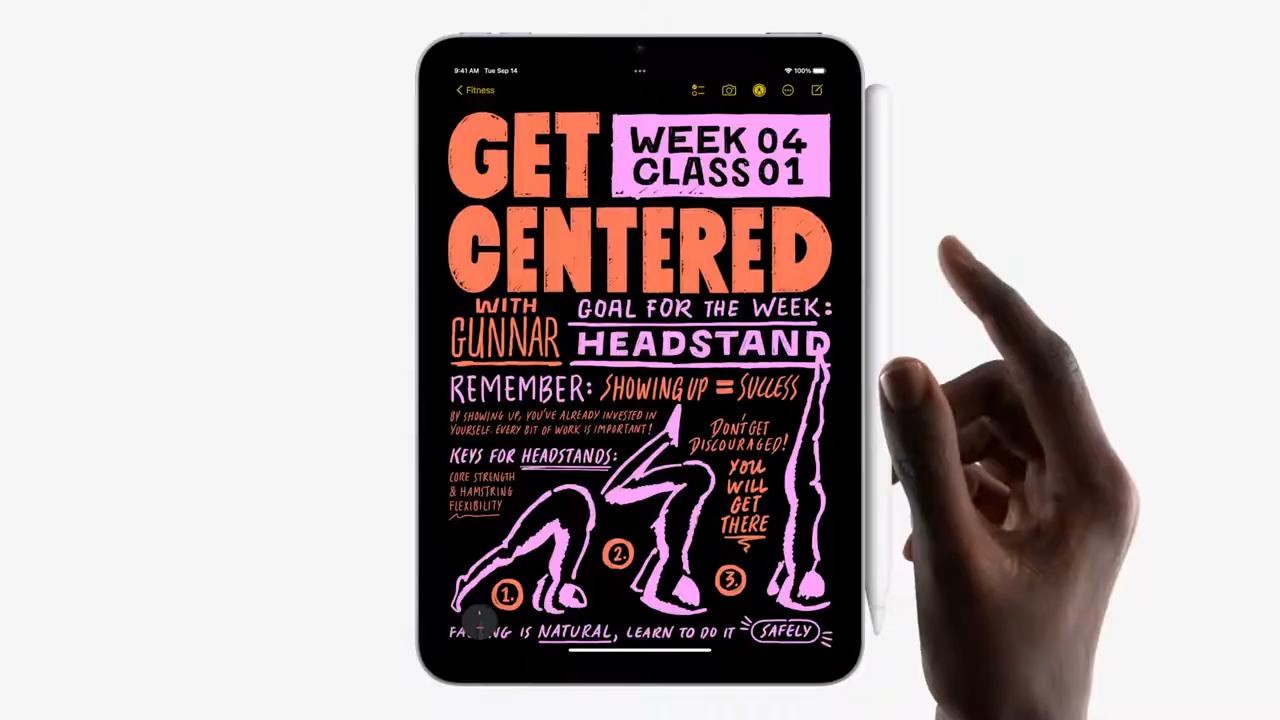 9:41 AM Tue Sep 14
100%
Fitness
GET
WEEK 04
CLASS 01
CENTERED
WITH
GUNNAR
GOAL FOR THE WEEK:
HEADSTAND
REMEMBER: SHOWING UP = SUCCESS
BY SHOWING UP, YOU'VE ALREADY INVESTED IN
YOURSELF. EVERY BIT OF WORK IS IMPORTANT!
DON'T GET
DISCOURAGED!
YOU
WILL
GET
THERE
KEYS FOR HEADSTANDS:
CORE STRENGTH
& HAMSTRING
FLEXIBILITY
1.
2.
3.
IS NATURAL, LEARN TO DO IT SAFELY